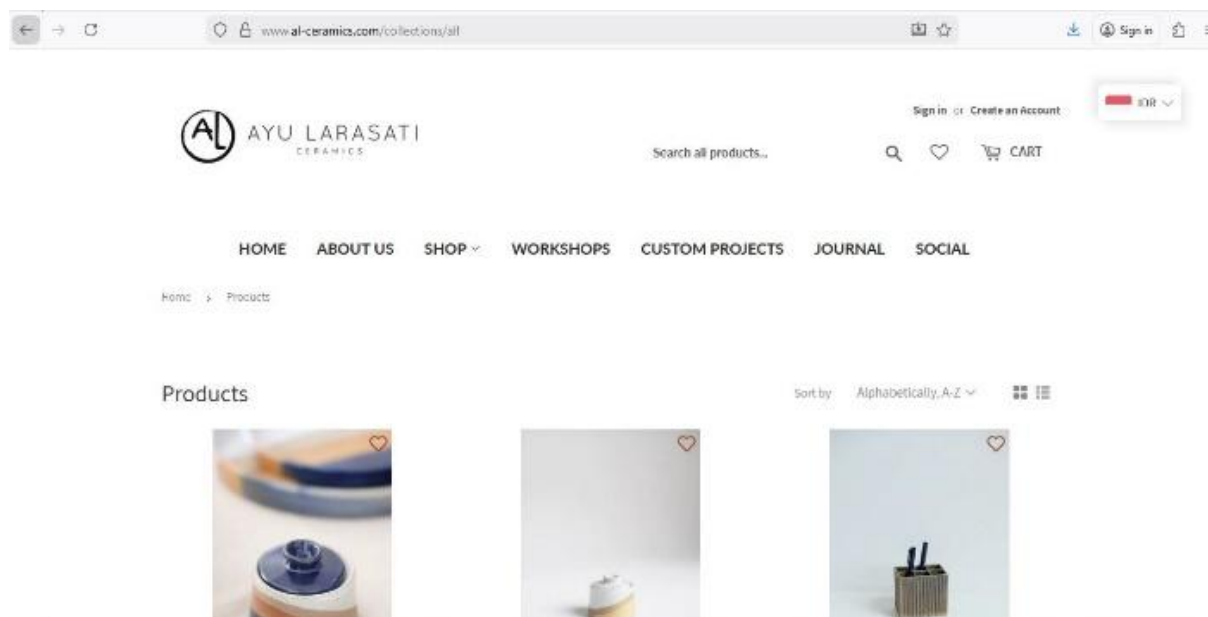 www.al-ceramics.com/collections/all
Sign in
Sign in or Create an Account
IDR
AL AYU LARASATI
CERAMICS
Search all products...
CART
HOME ABOUT US SHOP WORKSHOPS CUSTOM PROJECTS JOURNAL SOCIAL
Home > Products
Products
Sort by Alphabetically, A-Z